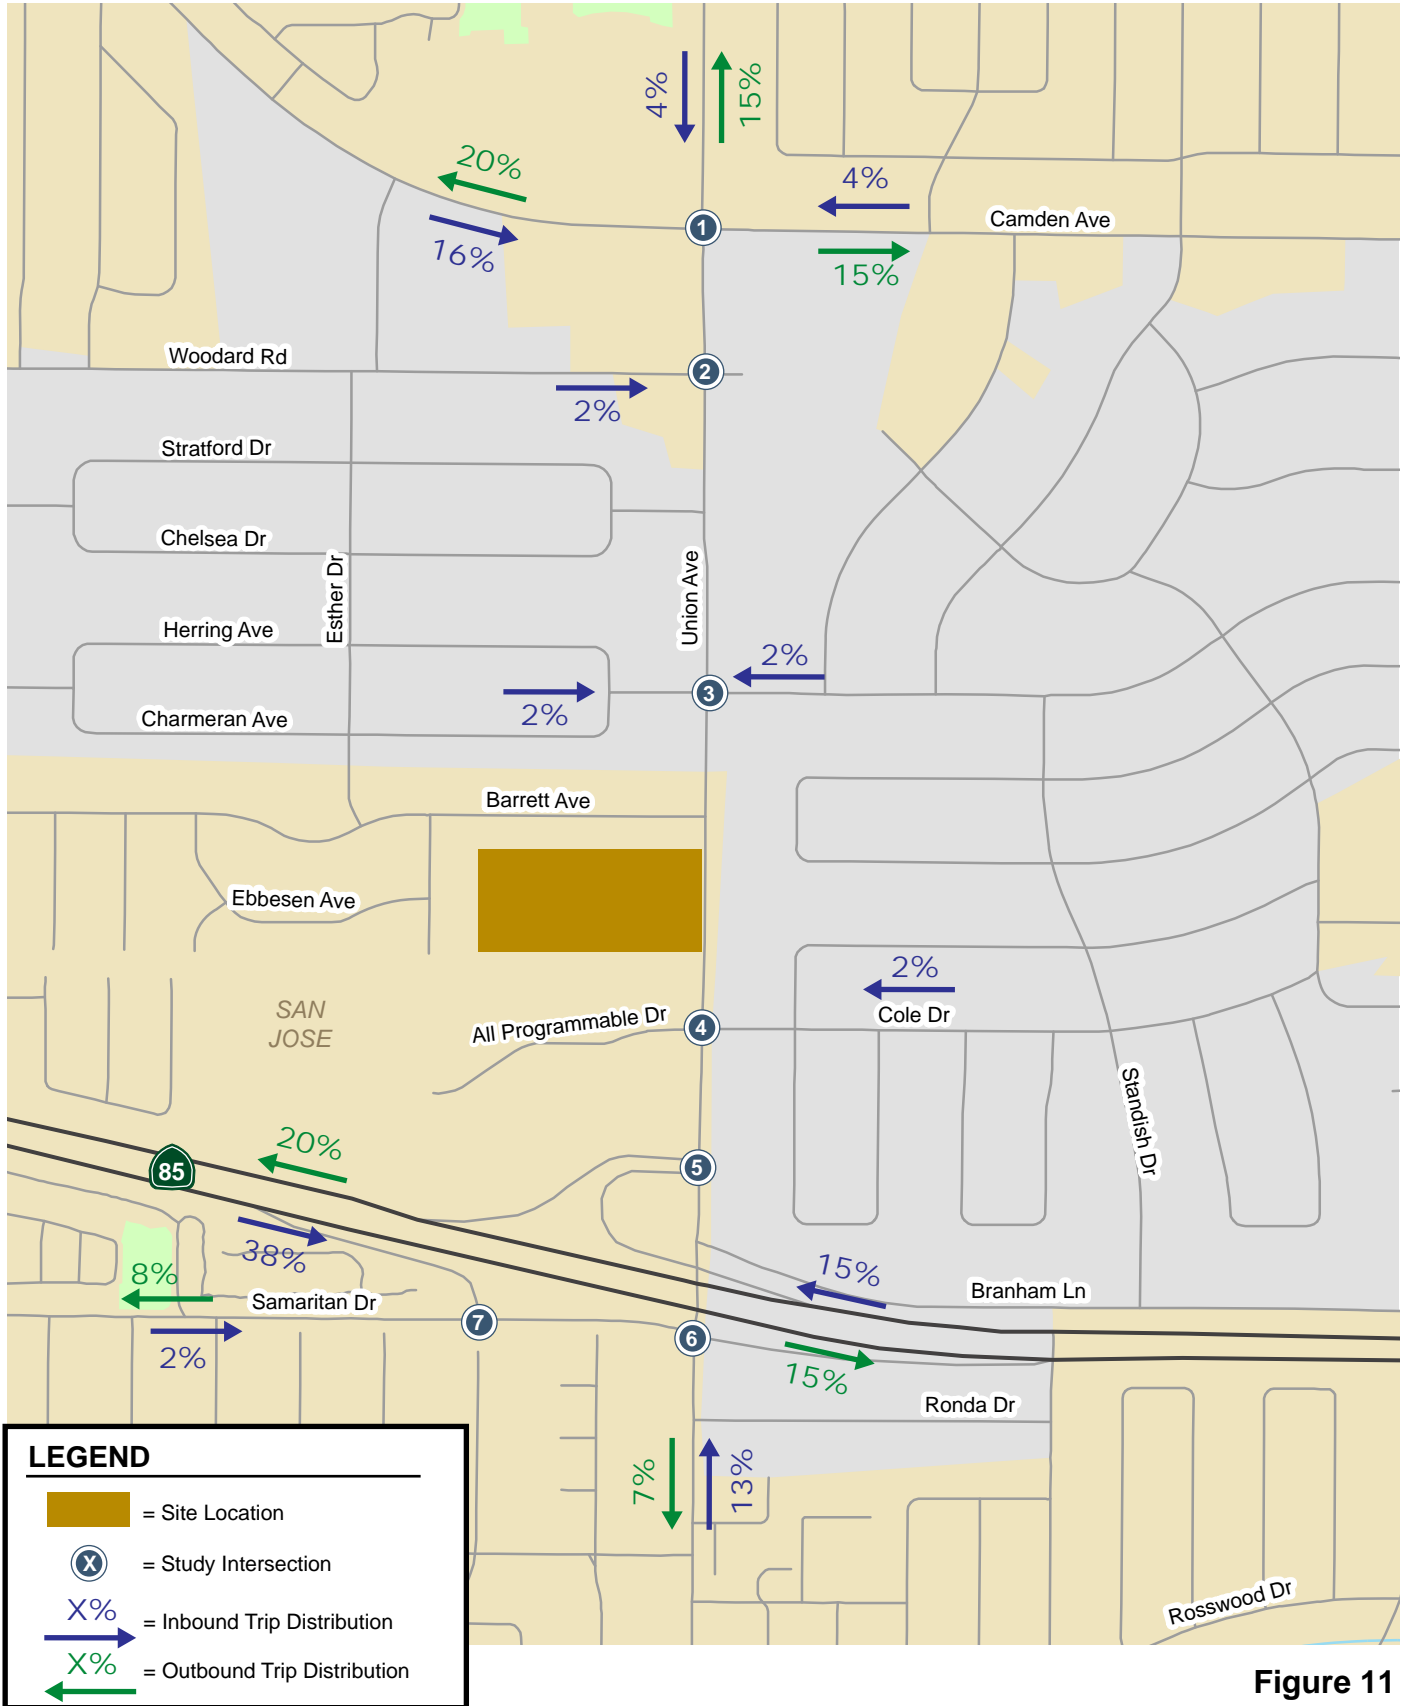 4%
15%
20%
16%
4%
Camden Ave
15%
1
Woodard Rd
2
2%
Stratford Dr
Chelsea Dr
Esther Dr
Union Ave
Herring Ave
2%
3
2%
Charmeran Ave
Barrett Ave
Ebbesen Ave
2%
SAN
JOSE
All Programmable Dr
4
Cole Dr
Standish Dr
20%
85
5
38%
15%
8%
Samaritan Dr
Branham Ln
7
6
2%
15%
Ronda Dr
7%
13%
Rosswood Dr
LEGEND
= Site Location
X = Study Intersection
X% = Inbound Trip Distribution
X% = Outbound Trip Distribution
Figure 11